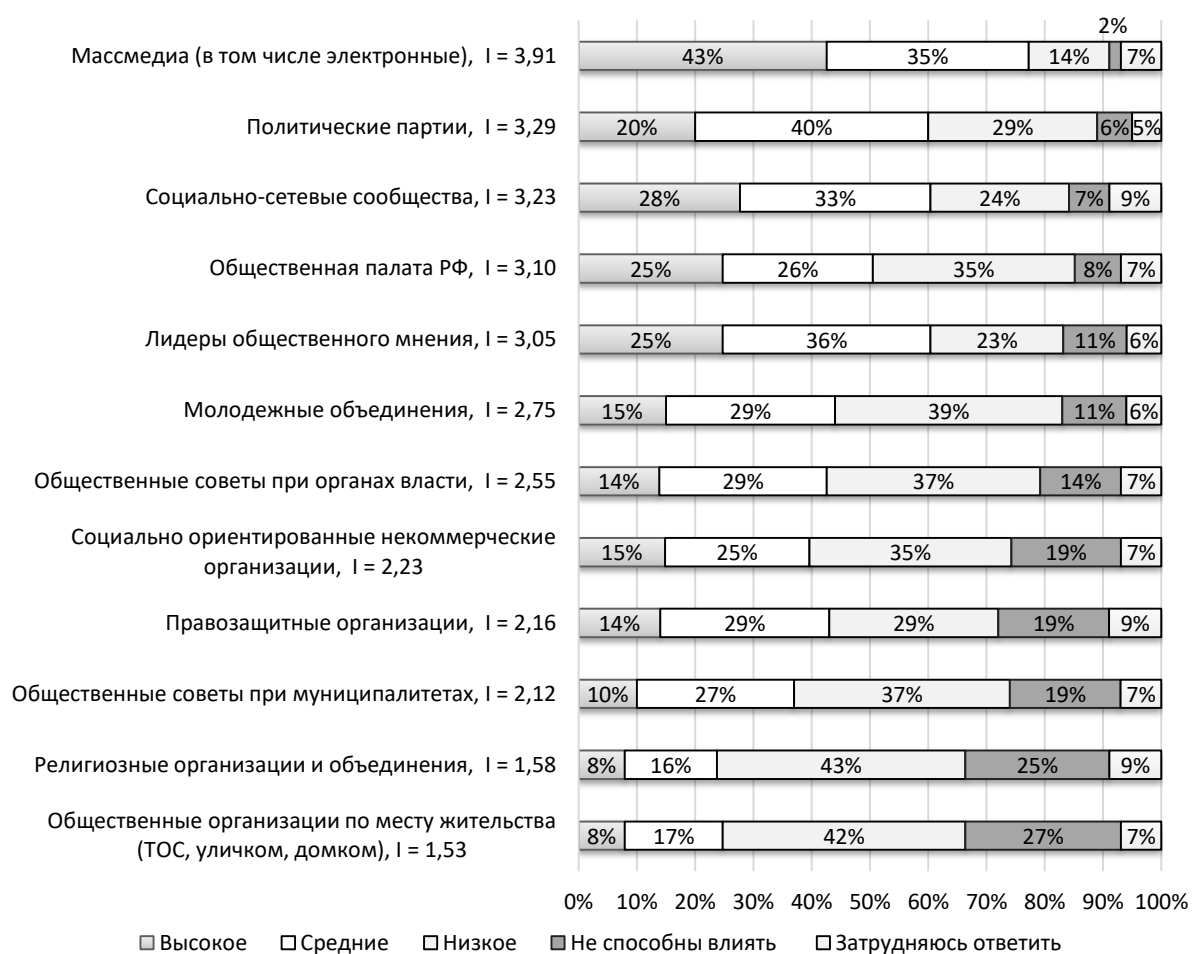 2%
Массмедиа (в том числе электронные), I = 3,91
43% 35% 14% 7%
Политические партии, I = 3,29
20% 40% 29% 6% 5%
Социально-сетевые сообщества, I = 3,23
28% 33% 24% 7% 9%
Общественная палата РФ, I = 3,10
25% 26% 35% 8% 7%
Лидеры общественного мнения, I = 3,05
25% 36% 23% 11% 6%
Молодежные объединения, I = 2,75
15% 29% 39% 11% 6%
Общественные советы при органах власти, I = 2,55
14% 29% 37% 14% 7%
Социально ориентированные некоммерческие
организации, I = 2,23
15% 25% 35% 19% 7%
Правозащитные организации, I = 2,16
14% 29% 29% 19% 9%
Общественные советы при муниципалитетах, I = 2,12
10% 27% 37% 19% 7%
Религиозные организации и объединения, I = 1,58
8% 16% 43% 25% 9%
Общественные организации по месту жительства
(ТОС, уличком, домком), I = 1,53
8% 17% 42% 27% 7%
0% 10% 20% 30% 40% 50% 60% 70% 80% 90% 100%
Высокое Средние Низкое Не способны влиять Затрудняюсь ответить